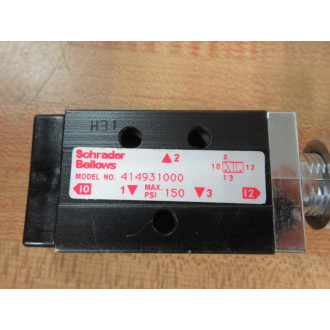 H31
Schrader
Bellows
▲2
2
10 12
1 3
MODEL NO. 414931000
10 1▼ MAX. PSI 150 ▼3 12